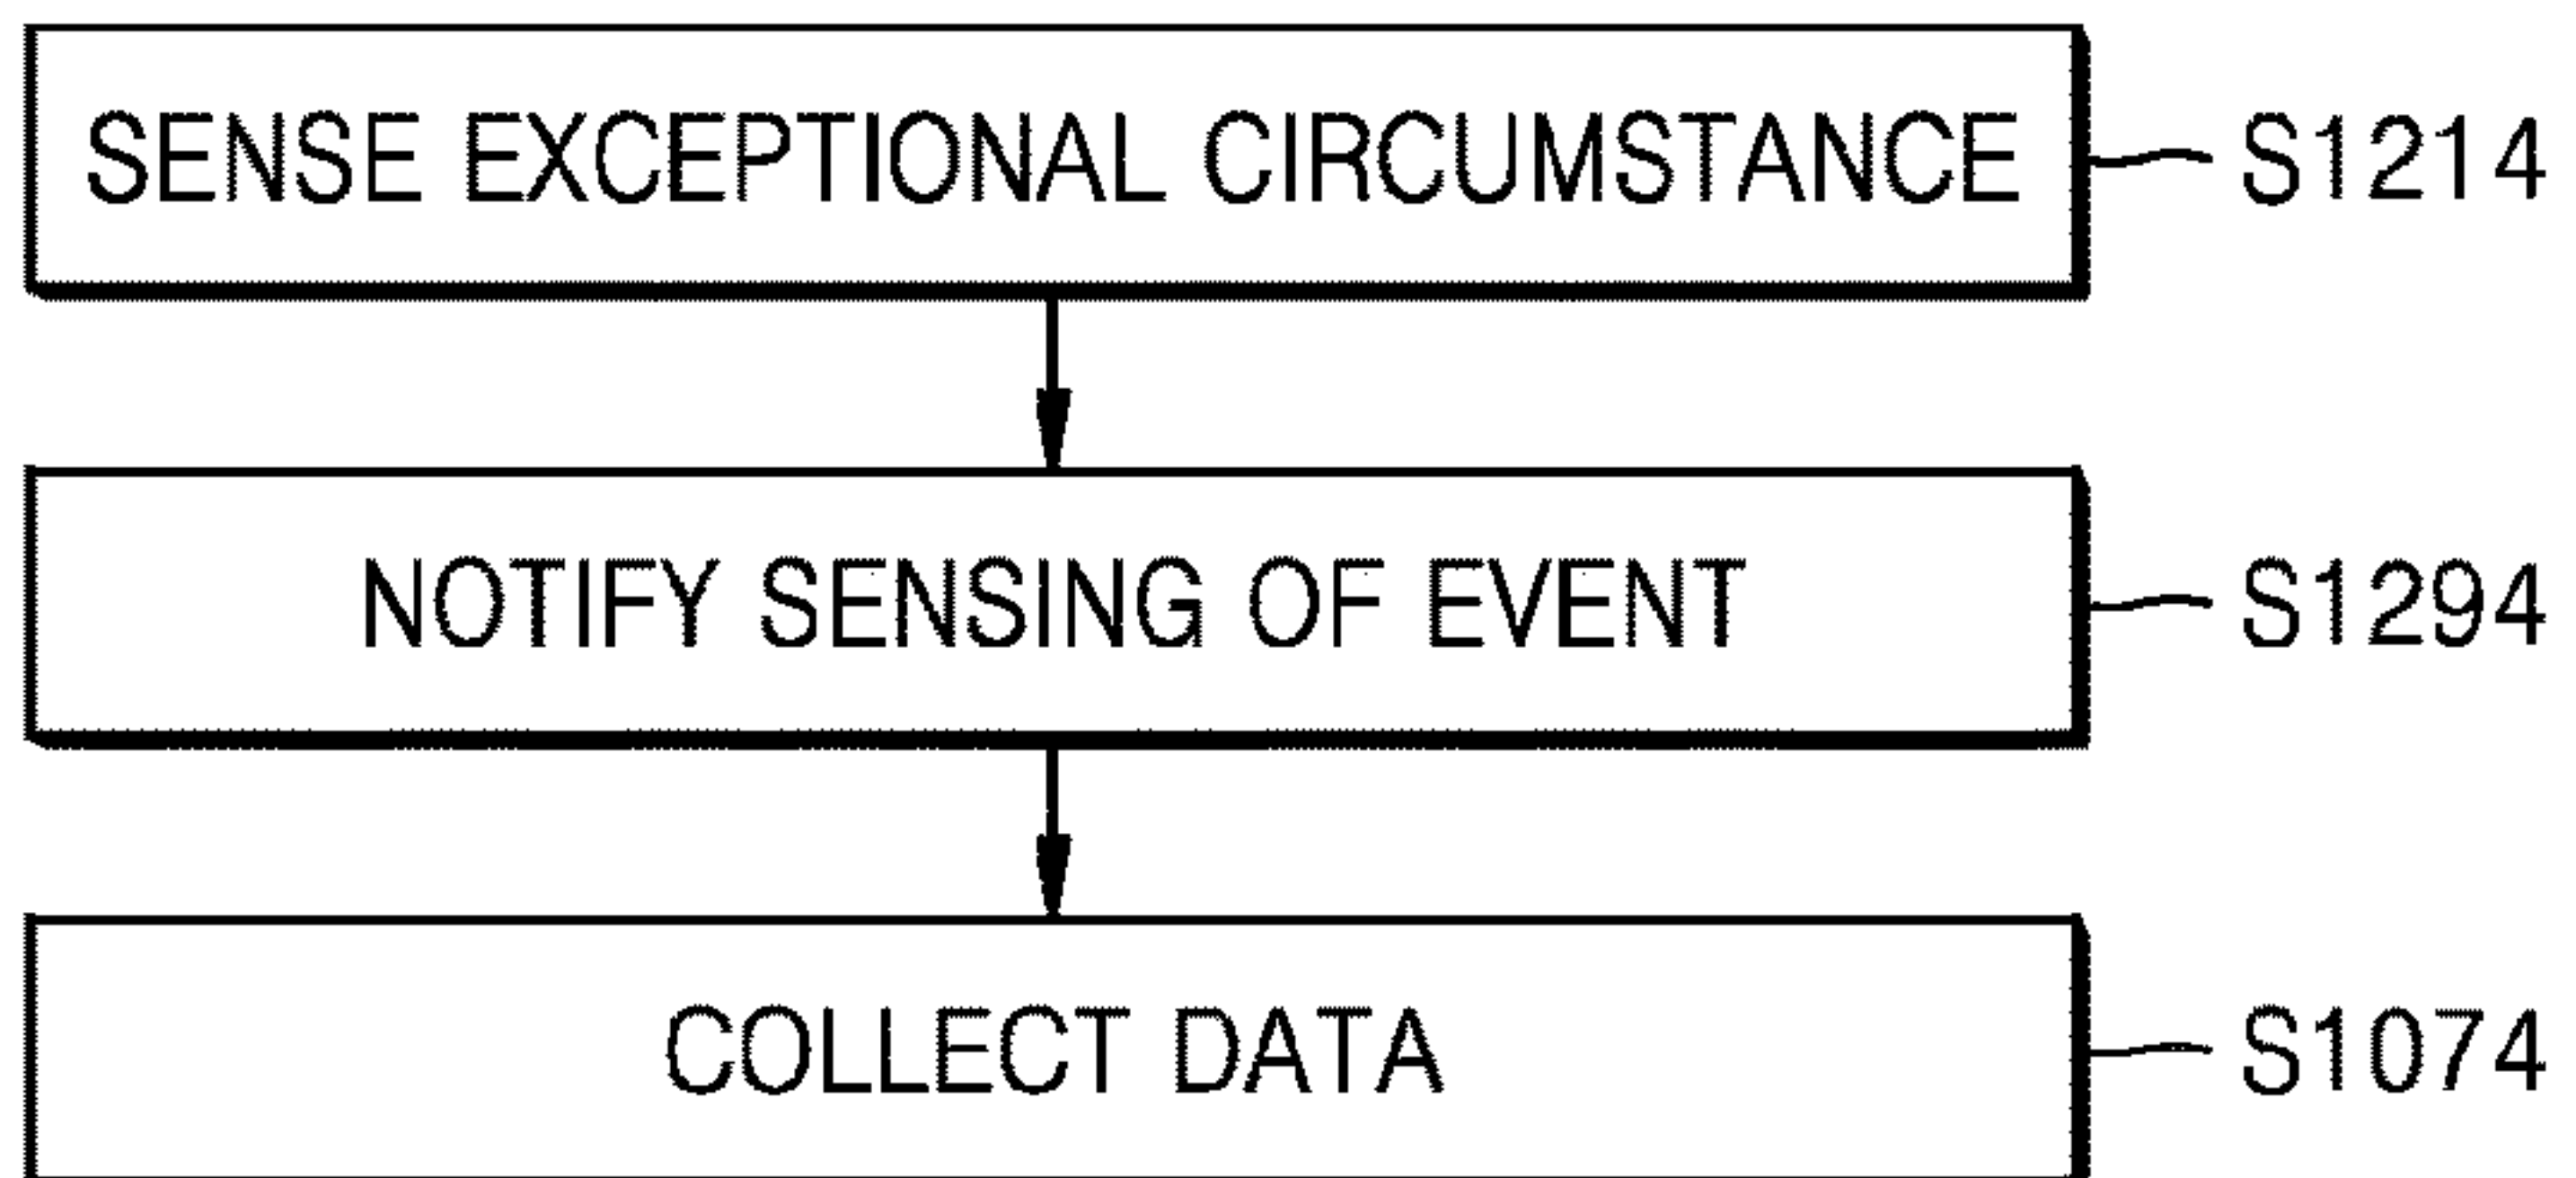 SENSE EXCEPTIONAL CIRCUMSTANCE S1214
NOTIFY SENSING OF EVENT S1294
COLLECT DATA S1074